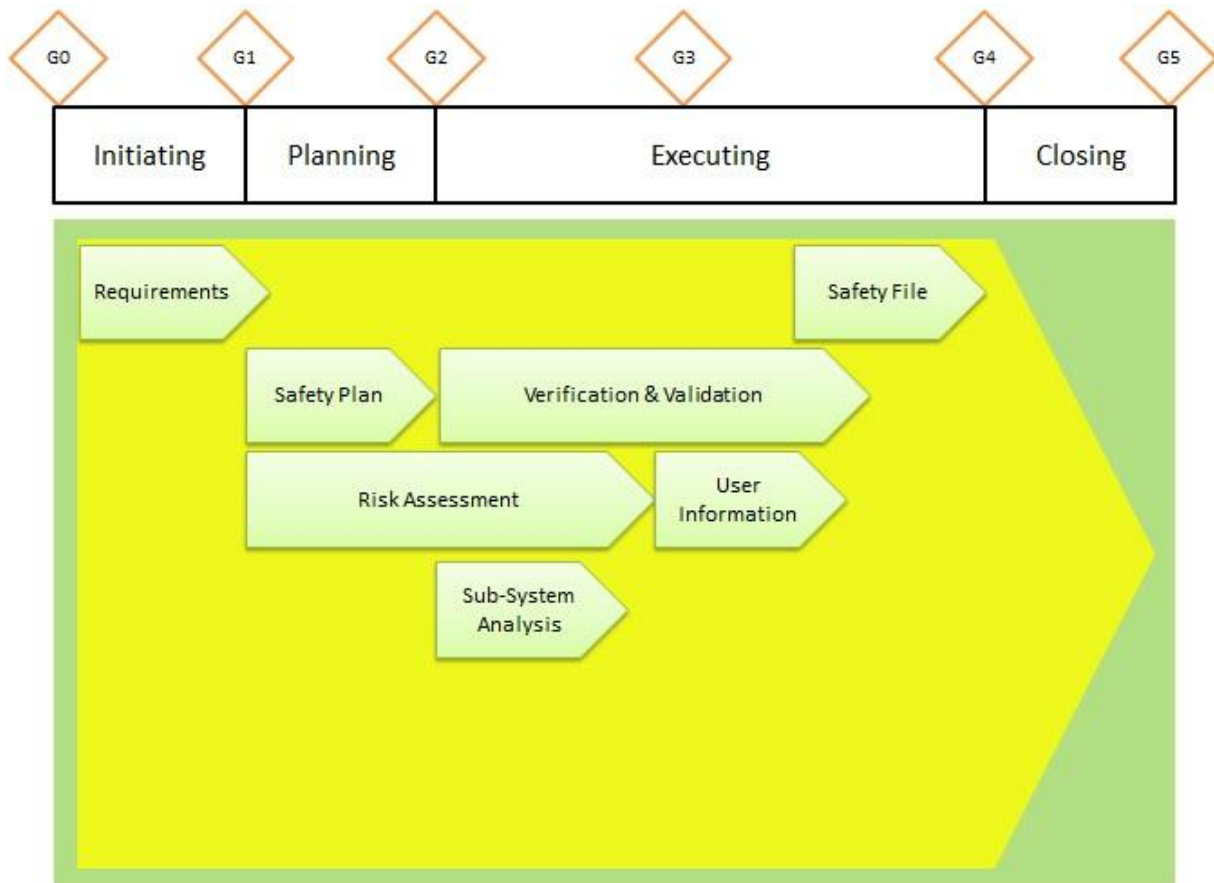 G0
G1
G2
G3
G4
G5
Initiating
Planning
Executing
Closing
Requirements
Safety File
Safety Plan
Verification & Validation
Risk Assessment
User
Information
Sub-System
Analysis